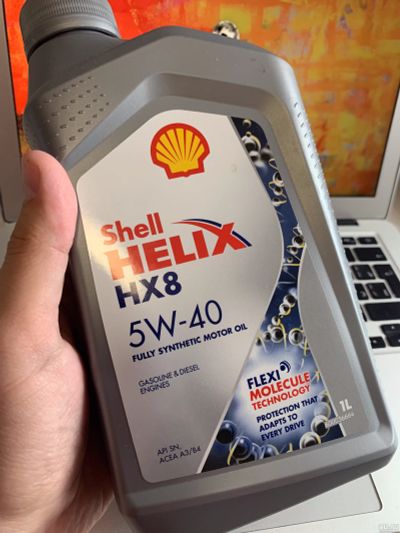 Shell
HELIX
HX8
5W-40
FULLY SYNTHETIC MOTOR OIL
GASOLINE & DIESEL
ENGINES
FLEXI
MOLECULE
TECHNOLOGY
PROTECTION THAT
ADAPTS TO
EVERY DRIVE
API SN,
ACEA A3/B4
1L